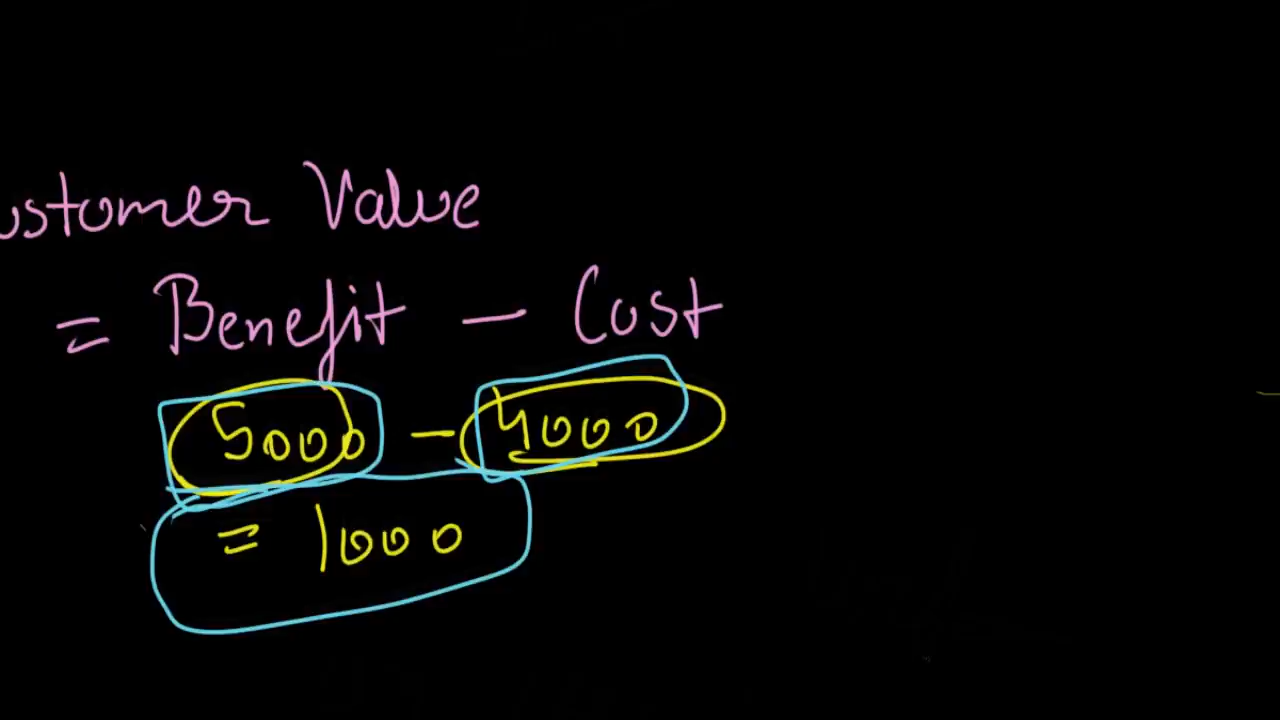 ustomer Value
= Benefit - Cost
5000 - 4000
= 1000